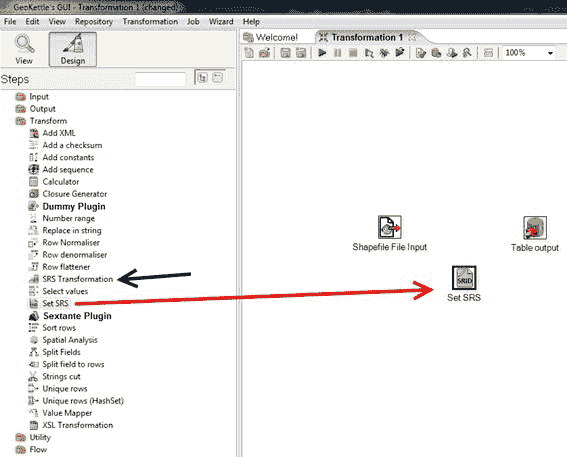 GeoKettle's GUI - Transformation 1 (changed)
File Edit View Repository Transformation Job Wizard Help
View
Design
Steps
Input
Output
Transform
Add XML
Add a checksum
Add constants
Add sequence
Calculator
Closure Generator
Dummy Plugin
Number range
Replace in string
Row Normaliser
Row denormaliser
Row flattener
SRS Transformation
Select values
Set SRS
Sextante Plugin
Sort rows
Spatial Analysis
Split Fields
Split field to rows
Strings cut
Unique rows
Unique rows (HashSet)
Value Mapper
XSL Transformation
Utility
Flow
Welcome!
Transformation 1
100%
Shapefile File Input
Table output
SRID
Set SRS